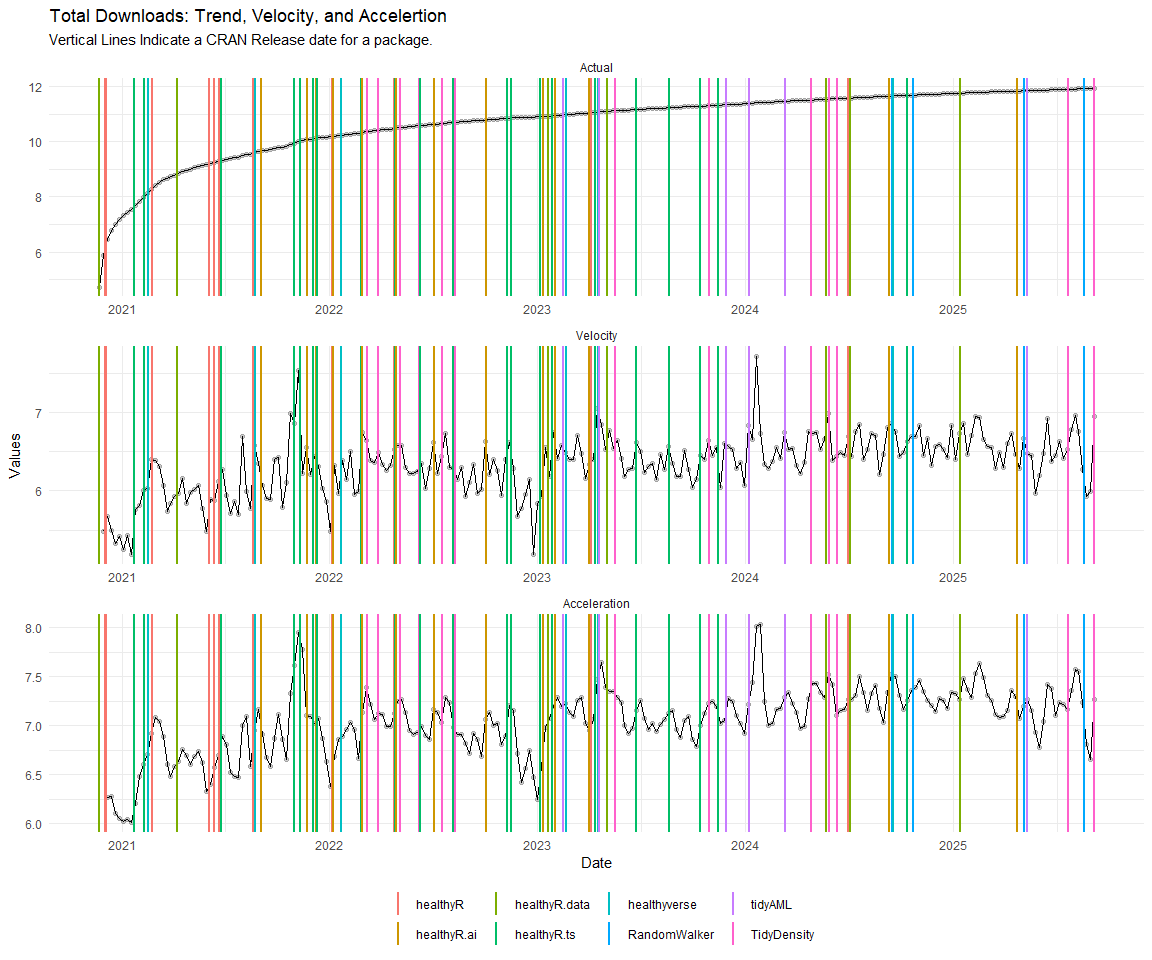 Total Downloads: Trend, Velocity, and Accelertion
Vertical Lines Indicate a CRAN Release date for a package.
Actual
12
10
8
6
2021 2022 2023 2024 2025
Velocity
7
6
2021 2022 2023 2024 2025
Values
Acceleration
8.0
7.5
7.0
6.5
6.0
2021 2022 2023 2024 2025
Date
healthyR healthyR.data healthyverse tidyAML
healthyR.ai healthyR.ts RandomWalker TidyDensity